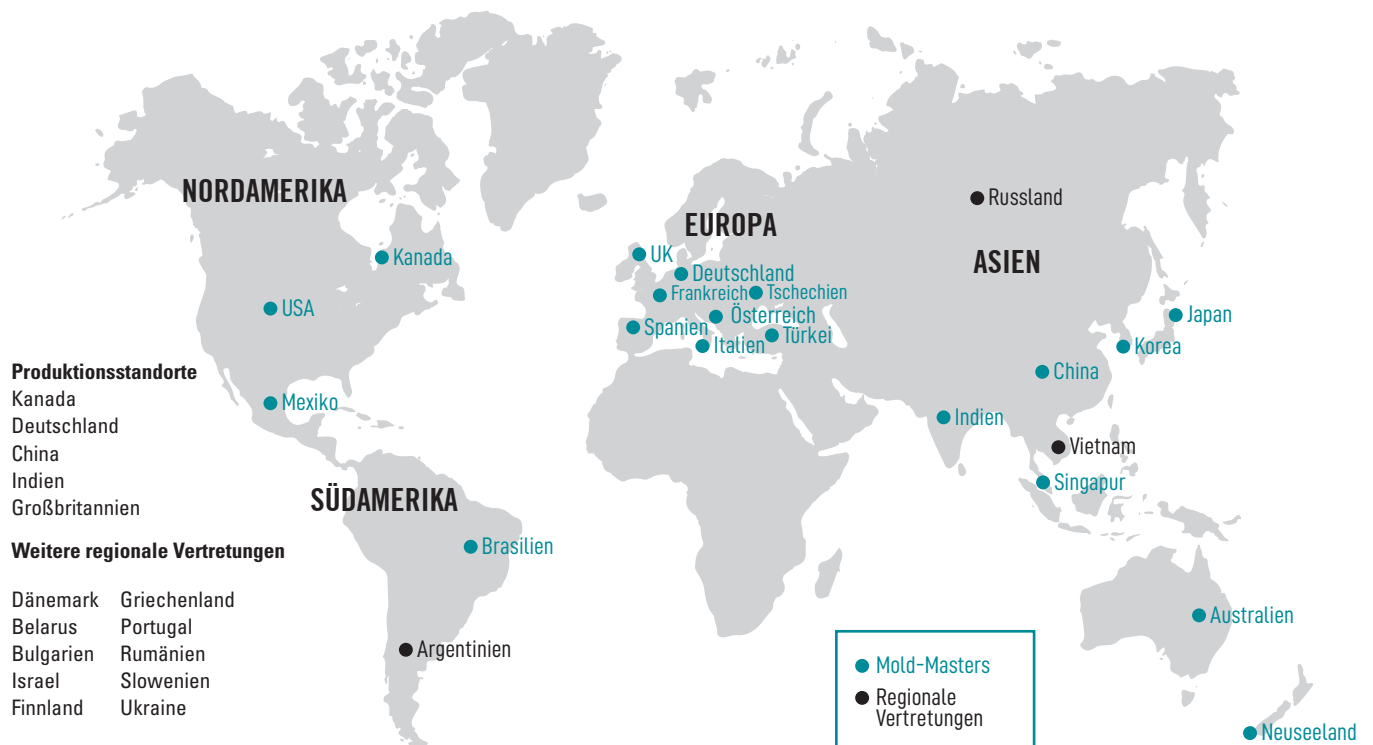 NORDAMERIKA
Kanada
USA
Mexiko
Produktionsstandorte
Kanada
Deutschland
China
Indien
Großbritannien
Weitere regionale Vertretungen
Dänemark Griechenland
Belarus Portugal
Bulgarien Rumänien
Israel Slowenien
Finnland Ukraine
SÜDAMERIKA
Brasilien
Argentinien
EUROPA
UK
Deutschland
Frankreich
Tschechien
Österreich
Spanien
Türkei
Italien
Russland
ASIEN
Japan
Korea
China
Indien
Vietnam
Singapur
Australien
Neuseeland
Mold-Masters
Regionale
Vertretungen